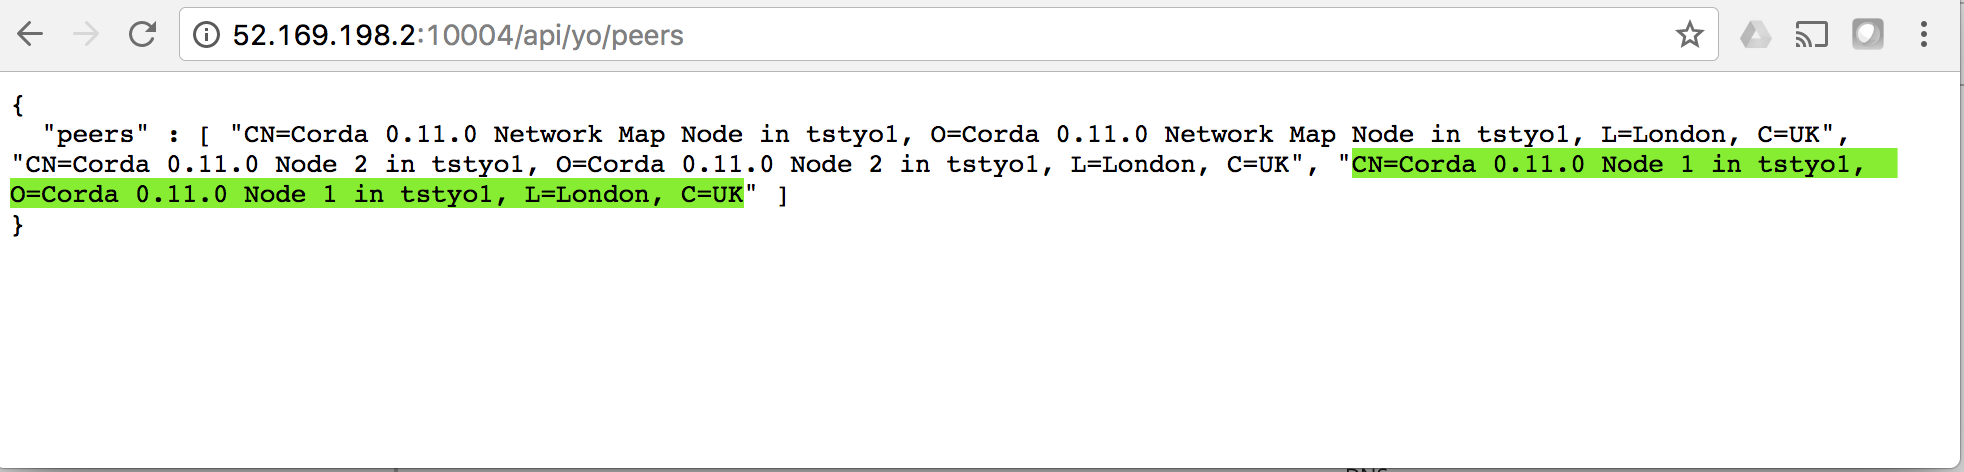 52.169.198.2:10004/api/yo/peers
{
"peers" : [ "CN=Corda 0.11.0 Network Map Node in tstyo1, O=Corda 0.11.0 Network Map Node in tstyo1, L=London, C=UK",
"CN=Corda 0.11.0 Node 2 in tstyo1, O=Corda 0.11.0 Node 2 in tstyo1, L=London, C=UK", "CN=Corda 0.11.0 Node 1 in tstyo1,
O=Corda 0.11.0 Node 1 in tstyo1, L=London, C=UK" ]
}